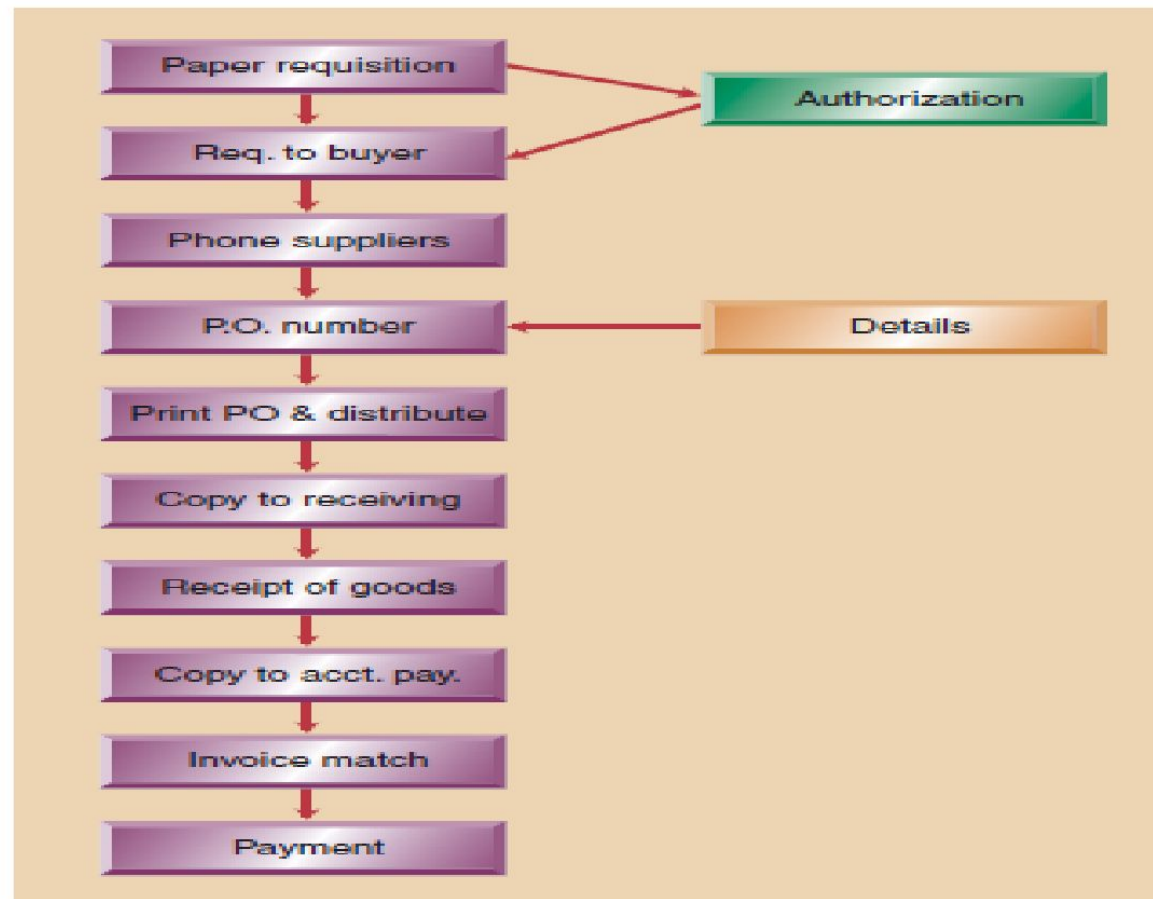 Paper requisition
Authorization
Req. to buyer
Phone suppliers
P.O. number
Details
Print PO & distribute
Copy to receiving
Receipt of goods
Copy to acct. pay.
Invoice match
Payment